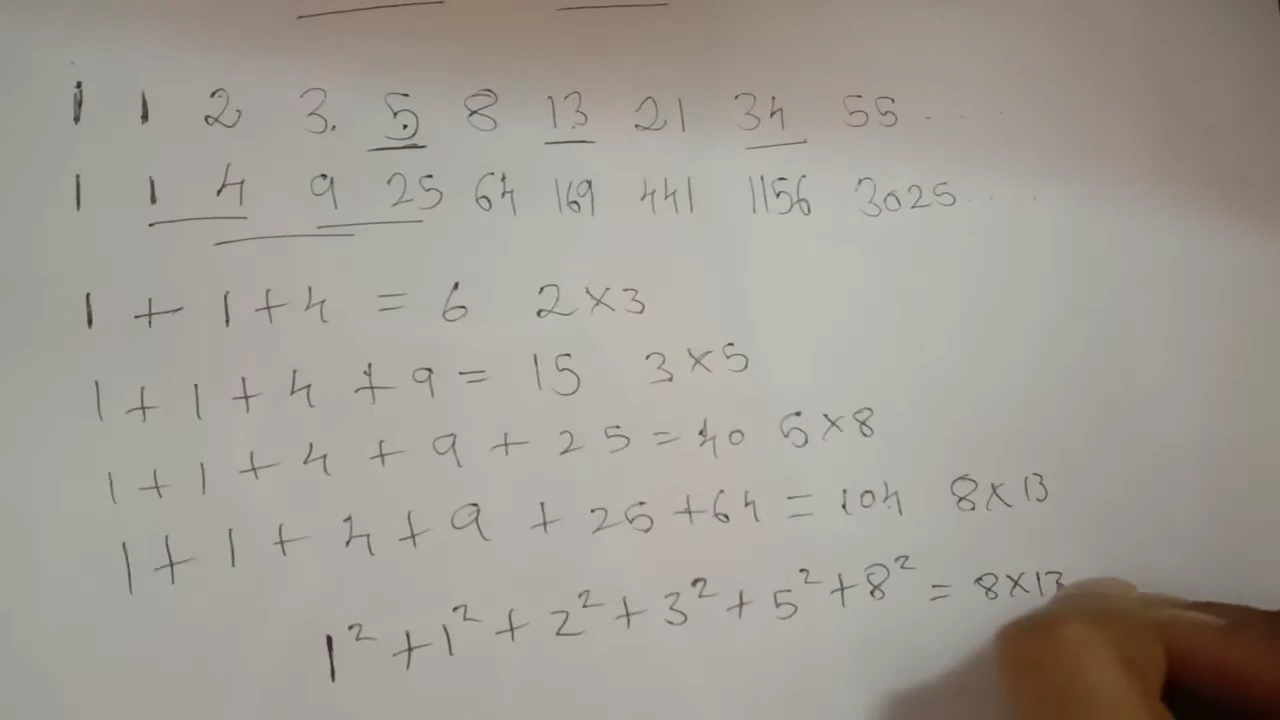 1 1 2 3. 5 8 13 21 34 55 . . . .
1 1 4 9 25 64 169 441 1156 3025 . . . .
1 + 1 + 4 = 6 2 × 3
1 + 1 + 4 + 9 = 15 3 × 5
1 + 1 + 4 + 9 + 25 = 40 5 × 8
1 + 1 + 4 + 9 + 25 + 64 = 104 8 × 13
1² + 1² + 2² + 3² + 5² + 8² = 8 × 13